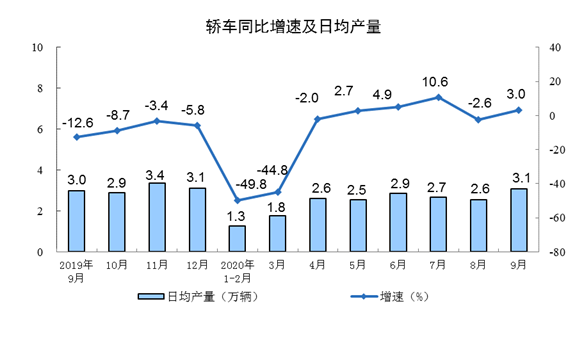 轿车同比增速及日均产量
10
8
6
4
2
0
40
20
0
-20
-40
-60
-80
-12.6
-8.7
-3.4
-5.8
-49.8
-44.8
-2.0
2.7
4.9
10.6
-2.6
3.0
3.0
2.9
3.4
3.1
1.3
1.8
2.6
2.5
2.9
2.7
2.6
3.1
2019年
9月
10月
11月
12月
2020年
1-2月
3月
4月
5月
6月
7月
8月
9月
日均产量（万辆）
增速（%）